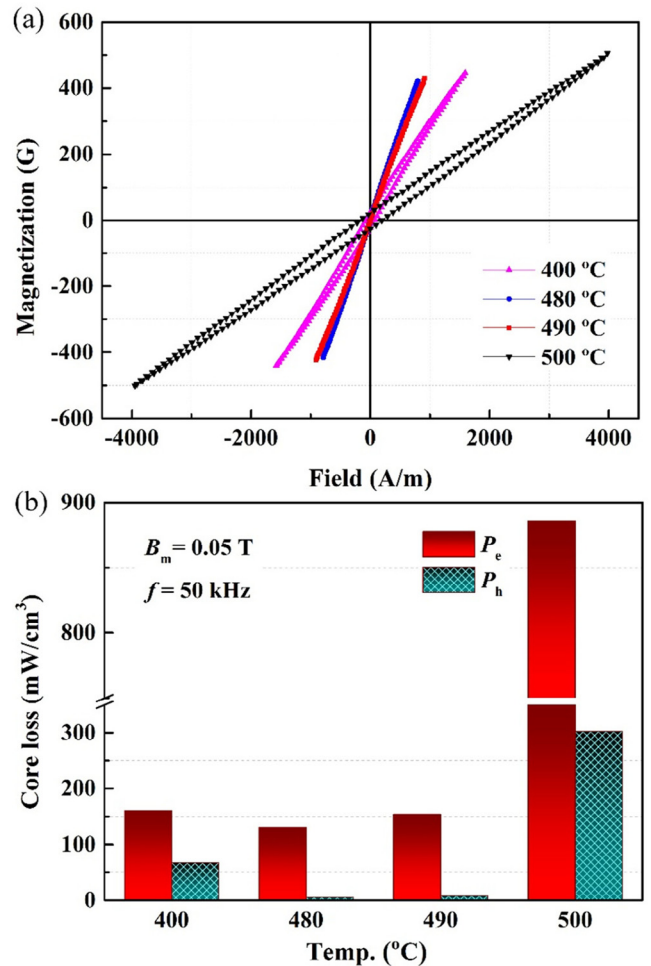 (a)
600
400
200
0
-200
-400
-600
Magnetization (G)
400 ºC
480 ºC
490 ºC
500 ºC
-4000 -2000 0 2000 4000
Field (A/m)
(b)
900
800
300
200
100
0
Core loss (mW/cm³)
Bm = 0.05 T
f = 50 kHz
Pe
Ph
400 480 490 500
Temp. (ºC)